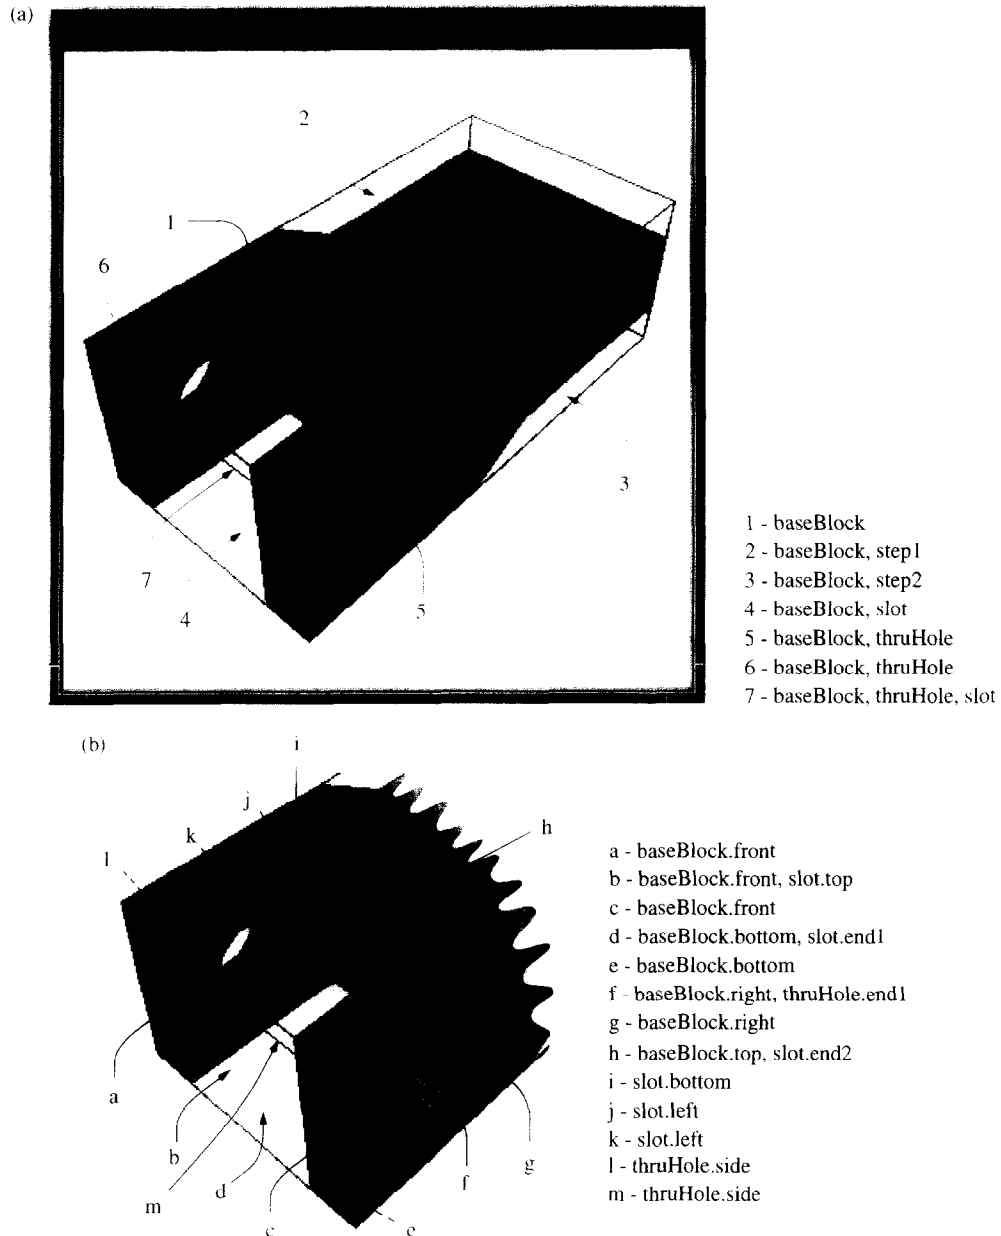 (a)
2
1
6
3
7
4
5
1 - baseBlock
2 - baseBlock, step1
3 - baseBlock, step2
4 - baseBlock, slot
5 - baseBlock, thruHole
6 - baseBlock, thruHole
7 - baseBlock, thruHole, slot
(b)
i
j
k
h
l
a
b
d
m
c
e
f
g
a - baseBlock.front
b - baseBlock.front, slot.top
c - baseBlock.front
d - baseBlock.bottom, slot.end1
e - baseBlock.bottom
f - baseBlock.right, thruHole.end1
g - baseBlock.right
h - baseBlock.top, slot.end2
i - slot.bottom
j - slot.left
k - slot.left
l - thruHole.side
m - thruHole.side